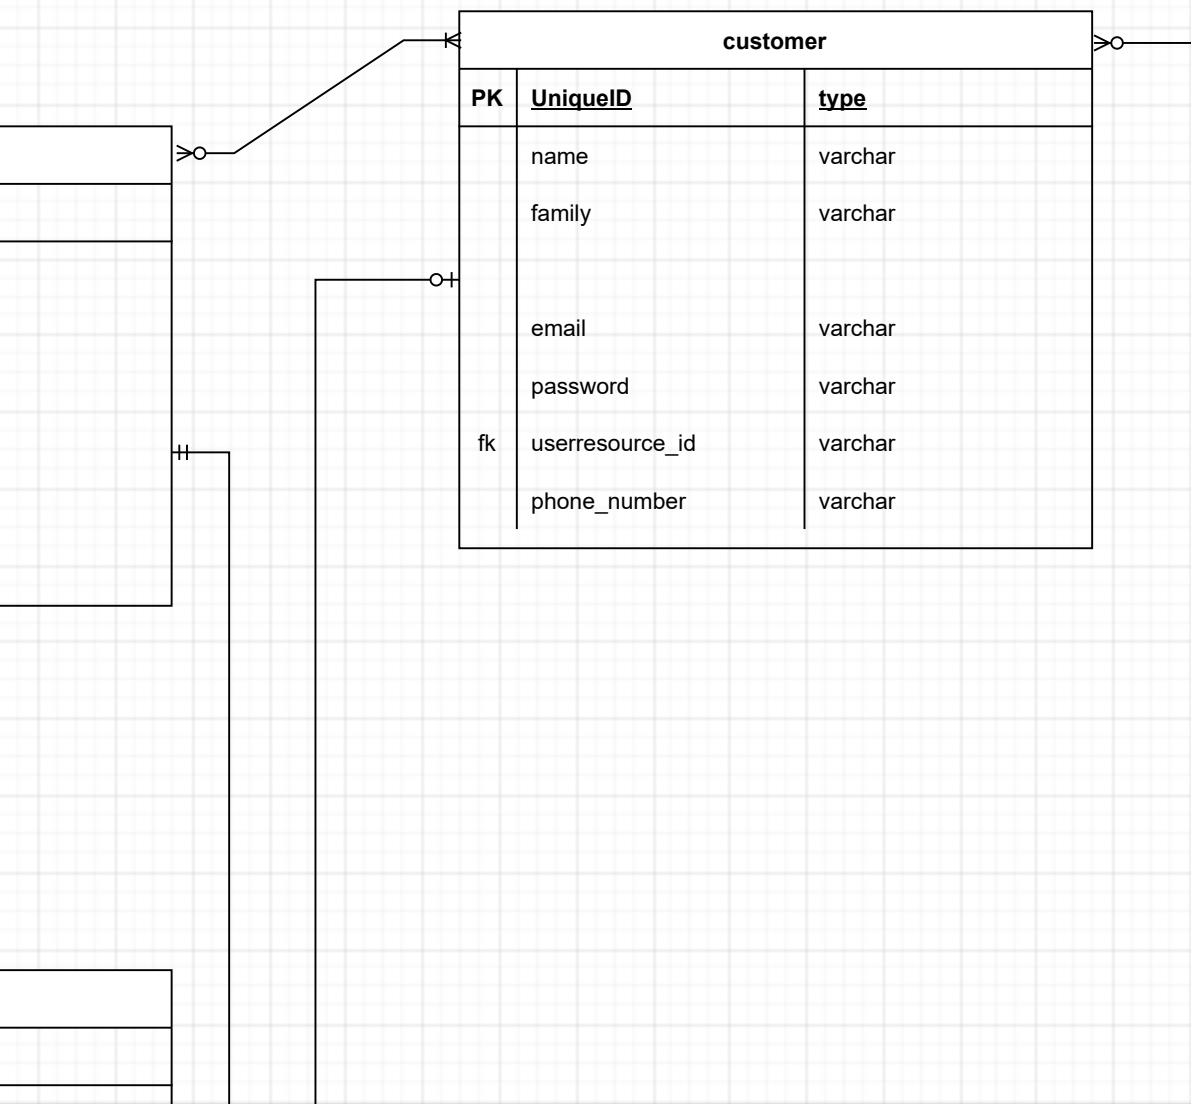 customer
PK UniqueID type
name varchar
family varchar
email varchar
password varchar
fk userresource_id varchar
phone_number varchar